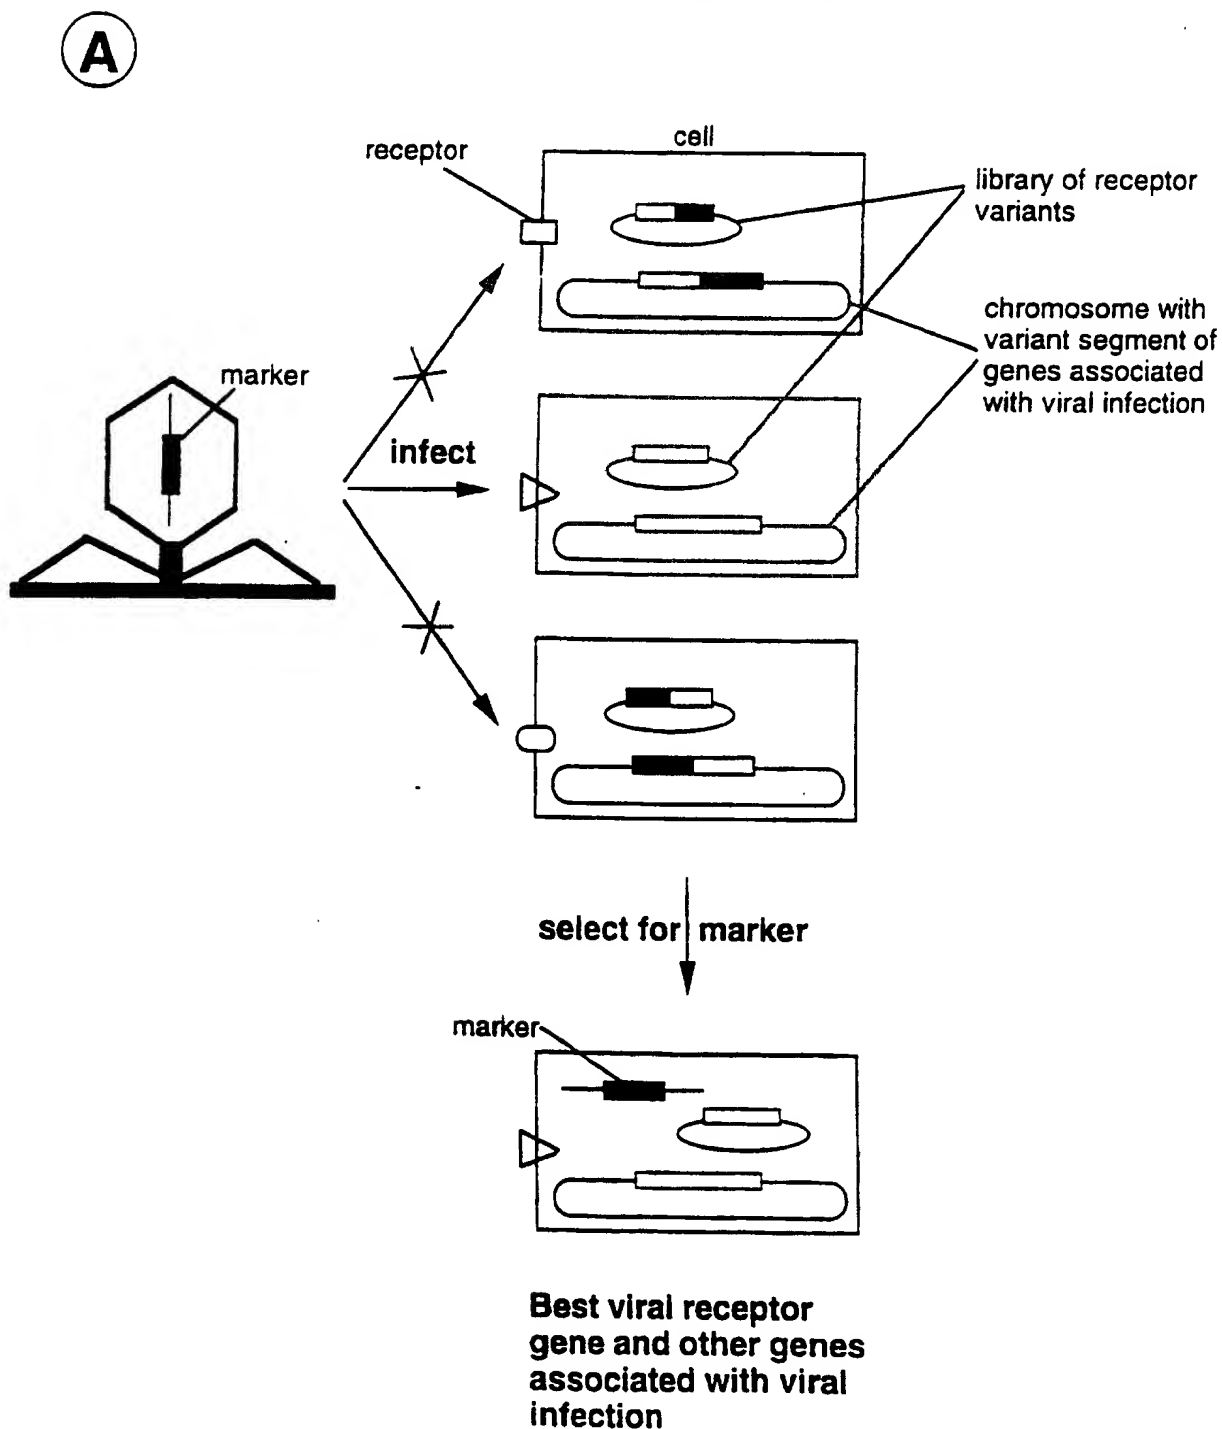 A
cell
receptor
library of receptor
variants
chromosome with
variant segment of
genes associated
with viral infection
marker
infect
select for marker
marker
Best viral receptor
gene and other genes
associated with viral
infection